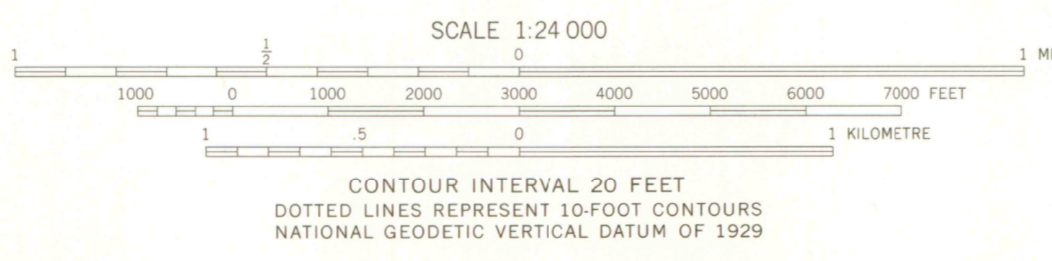 SCALE 1:24 000
1 1/2 0 1
1000 0 1000 2000 3000 4000 5000 6000 7000 FEET
1 .5 0 1 KILOMETRE
CONTOUR INTERVAL 20 FEET
DOTTED LINES REPRESENT 10-FOOT CONTOURS
NATIONAL GEODETIC VERTICAL DATUM OF 1929